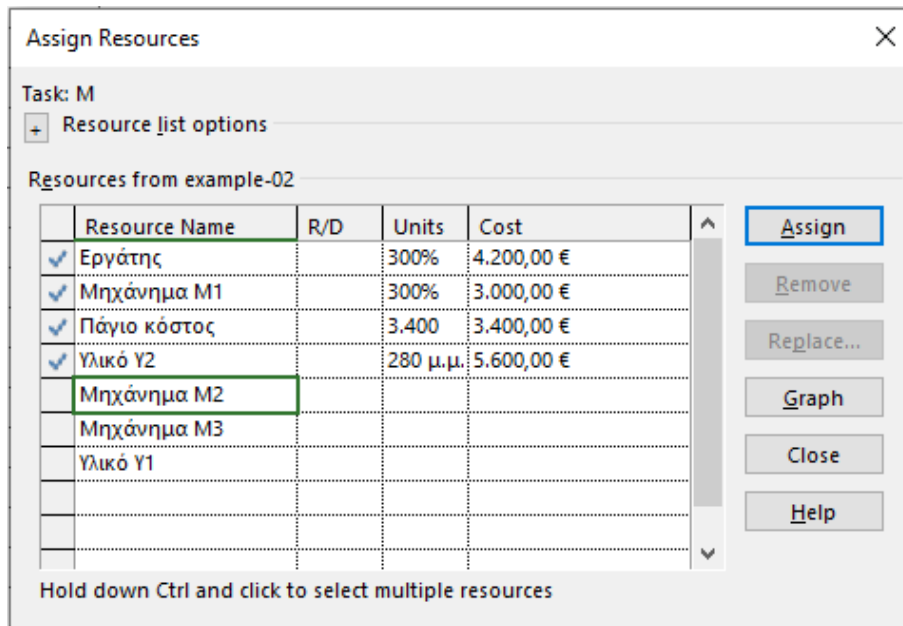 Assign Resources
Task: M
+ Resource list options
Resources from example-02
Resource Name R/D Units Cost
Εργάτης 300% 4.200,00 €
Μηχάνημα Μ1 300% 3.000,00 €
Πάγιο κόστος 3.400 3.400,00 €
Υλικό Υ2 280 μ.μ. 5.600,00 €
Μηχάνημα Μ2
Μηχάνημα Μ3
Υλικό Υ1
Assign
Remove
Replace...
Graph
Close
Help
Hold down Ctrl and click to select multiple resources